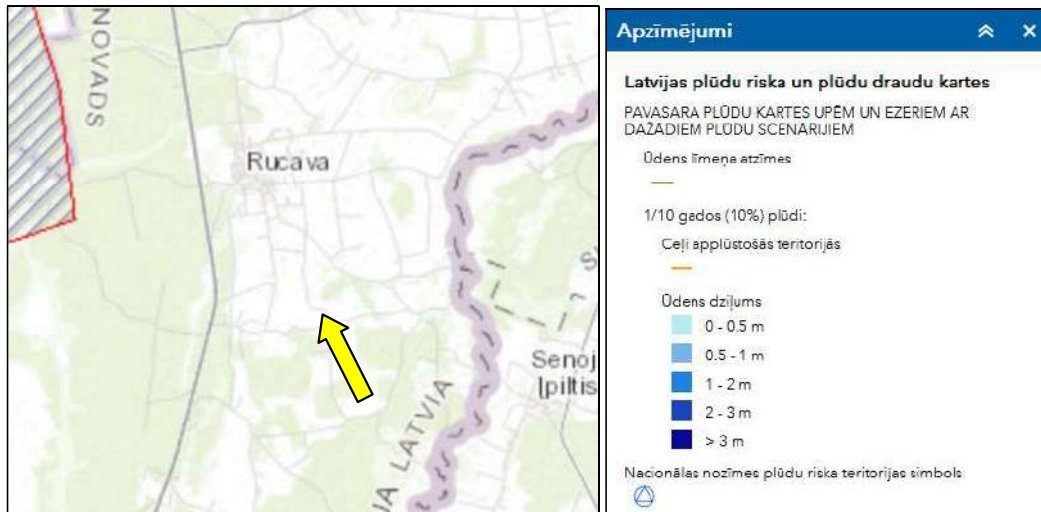 NOVADS
Rucava
S
Senoj
Įpiltis
IA LATVIA
Apzīmējumi
Latvijas plūdu riska un plūdu draudu kartes
PAVASARA PLŪDU KARTES UPĒM UN EZERIEM AR
DAŽĀDIEM PLŪDU SCENĀRIJIEM
Ūdens līmeņa atzīmes
1/10 gados (10%) plūdi:
Ceļi applūstošās teritorijās
Ūdens dziļums
0 - 0.5 m
0.5 - 1 m
1 - 2 m
2 - 3 m
> 3 m
Nacionālas nozīmes plūdu riska teritorijas simbols